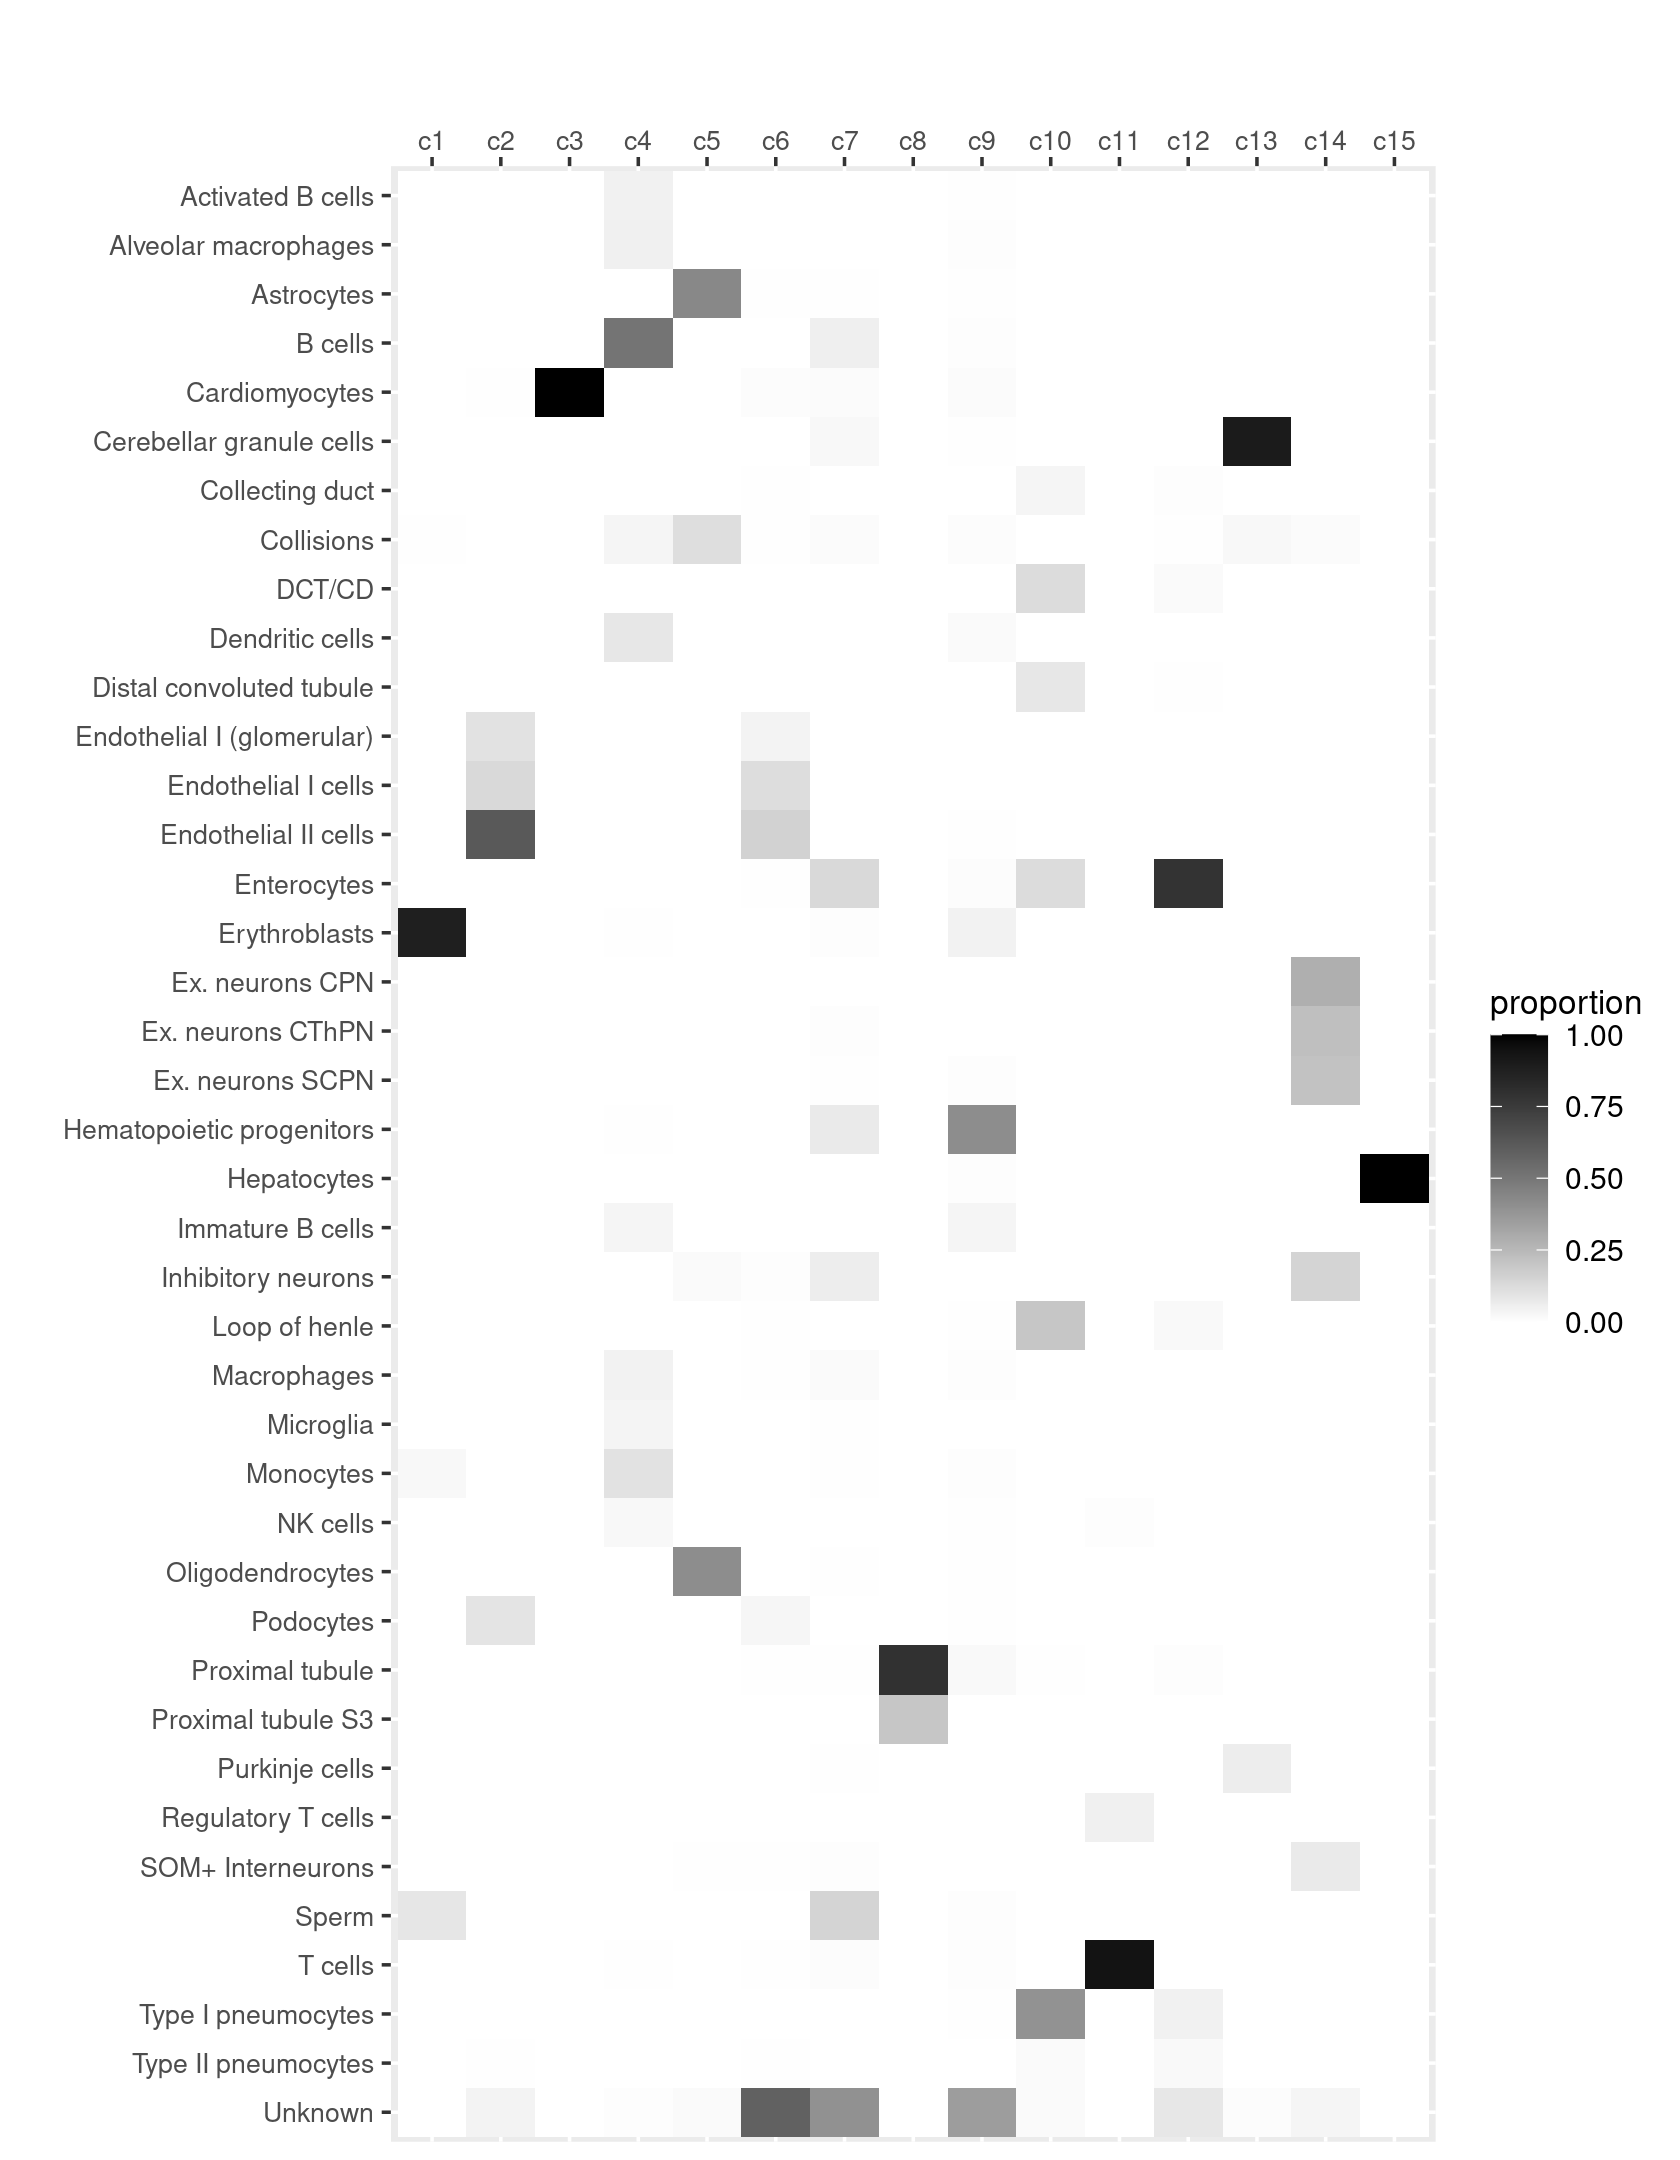 c1 c2 c3 c4 c5 c6 c7 c8 c9 c10 c11 c12 c13 c14 c15
Activated B cells
Alveolar macrophages
Astrocytes
B cells
Cardiomyocytes
Cerebellar granule cells
Collecting duct
Collisions
DCT/CD
Dendritic cells
Distal convoluted tubule
Endothelial I (glomerular)
Endothelial I cells
Endothelial II cells
Enterocytes
Erythroblasts
Ex. neurons CPN
Ex. neurons CThPN
Ex. neurons SCPN
Hematopoietic progenitors
Hepatocytes
Immature B cells
Inhibitory neurons
Loop of henle
Macrophages
Microglia
Monocytes
NK cells
Oligodendrocytes
Podocytes
Proximal tubule
Proximal tubule S3
Purkinje cells
Regulatory T cells
SOM+ Interneurons
Sperm
T cells
Type I pneumocytes
Type II pneumocytes
Unknown
proportion
1.00
0.75
0.50
0.25
0.00